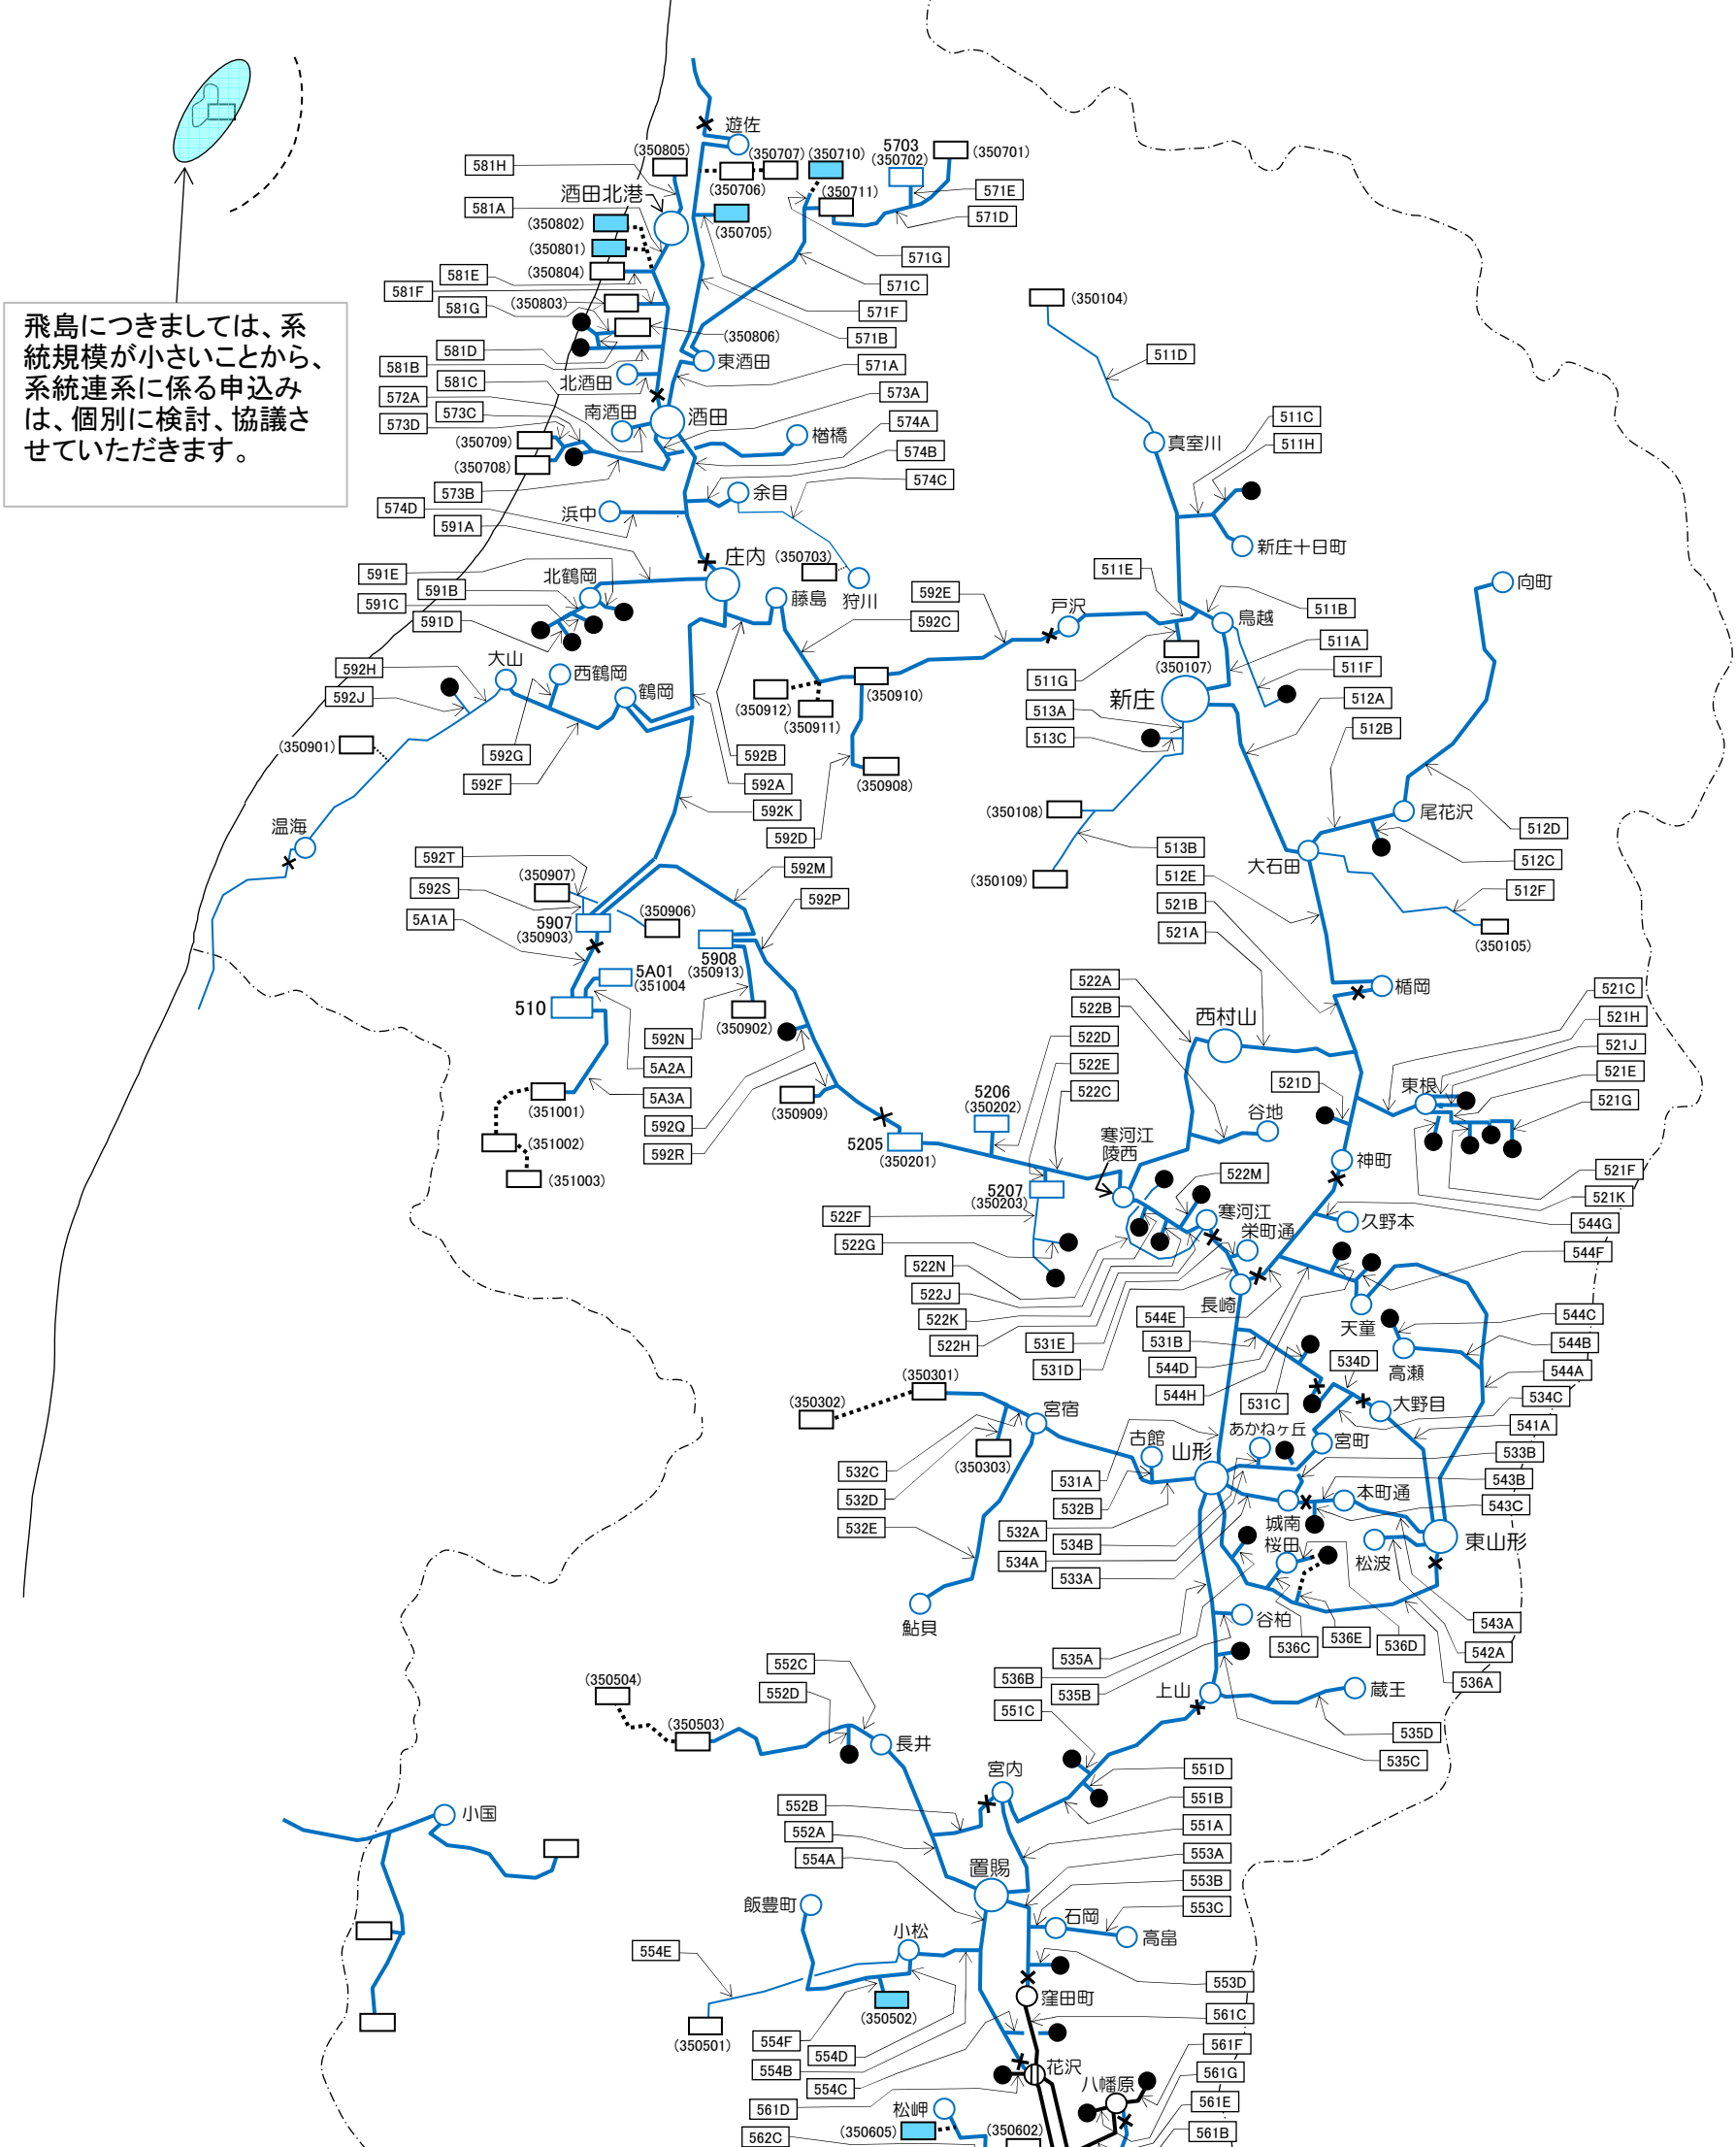 遊佐
5703
(350805)
(350707)
(350710)
(350702)
(350701)
581H
(350706)
571E
酒田北港
(350711)
581A
(350802)
(350705)
571D
(350801)
571G
581E
(350804)
571C
581F
(350803)
(350104)
581G
571F
飛島につきましては、系
統規模が小さいことから、
系統連系に係る申込み
は、個別に検討、協議さ
せていただきます。
(350806)
571B
581D
東酒田
511D
581B
571A
581C
北酒田
572A
573A
573C
南酒田
酒田
574A
511C
573D
(350709)
楢橋
真室川
511H
574B
(350708)
574C
573B
余目
574D
浜中
591A
新庄十日町
庄内
(350703)
511E
591E
北鶴岡
向町
591B
592E
591C
藤島
狩川
戸沢
511B
591D
592C
鳥越
511A
大山
592H
西鶴岡
(350107)
511F
511G
592J
鶴岡
(350910)
新庄
512A
(350912)
513A
(350911)
512B
513C
(350901)
592G
592B
592F
592A
(350908)
592K
(350108)
尾花沢
温海
592D
512D
513B
592T
592M
大石田
512C
(350907)
512E
592S
(350109)
512F
592P
521B
5A1A
5907
(350906)
(350903)
521A
(350105)
5908
5A01
(350913)
(351004
522A
楯岡
521C
510
522B
西村山
521H
(350902)
592N
522D
521J
5A2A
522E
521D
521E
東根
5206
522C
5A3A
(350202)
521G
(351001)
(350909)
谷地
592Q
寒河江
陵西
5205
592R
(350201)
神町
521F
(351002)
522M
(351003)
5207
521K
(350203)
寒河江
久野本
522F
544G
栄町通
522G
544F
522N
522J
長崎
544C
522K
544E
天童
522H
531E
531B
544B
534D
531D
544D
高瀬
544A
(350301)
544H
531C
534C
(350302)
大野目
宮宿
あかねヶ丘
541A
古館
山形
宮町
533B
(350303)
532C
531A
543B
532D
532B
本町通
543C
532E
532A
城南
534B
東山形
534A
桜田
松波
533A
鮎貝
谷柏
543A
536C
536E
536D
535A
542A
552C
536B
(350504)
上山
蔵王
536A
552D
535B
551C
(350503)
535D
長井
535C
宮内
551D
552B
551B
小国
552A
551A
554A
置賜
553A
553B
飯豊町
石岡
553C
小松
高畠
554E
553D
窪田町
561C
(350502)
(350501)
554F
554D
561F
554B
花沢
八幡原
561G
554C
561D
561E
松岬
562C
(350605)
(350602)
561B